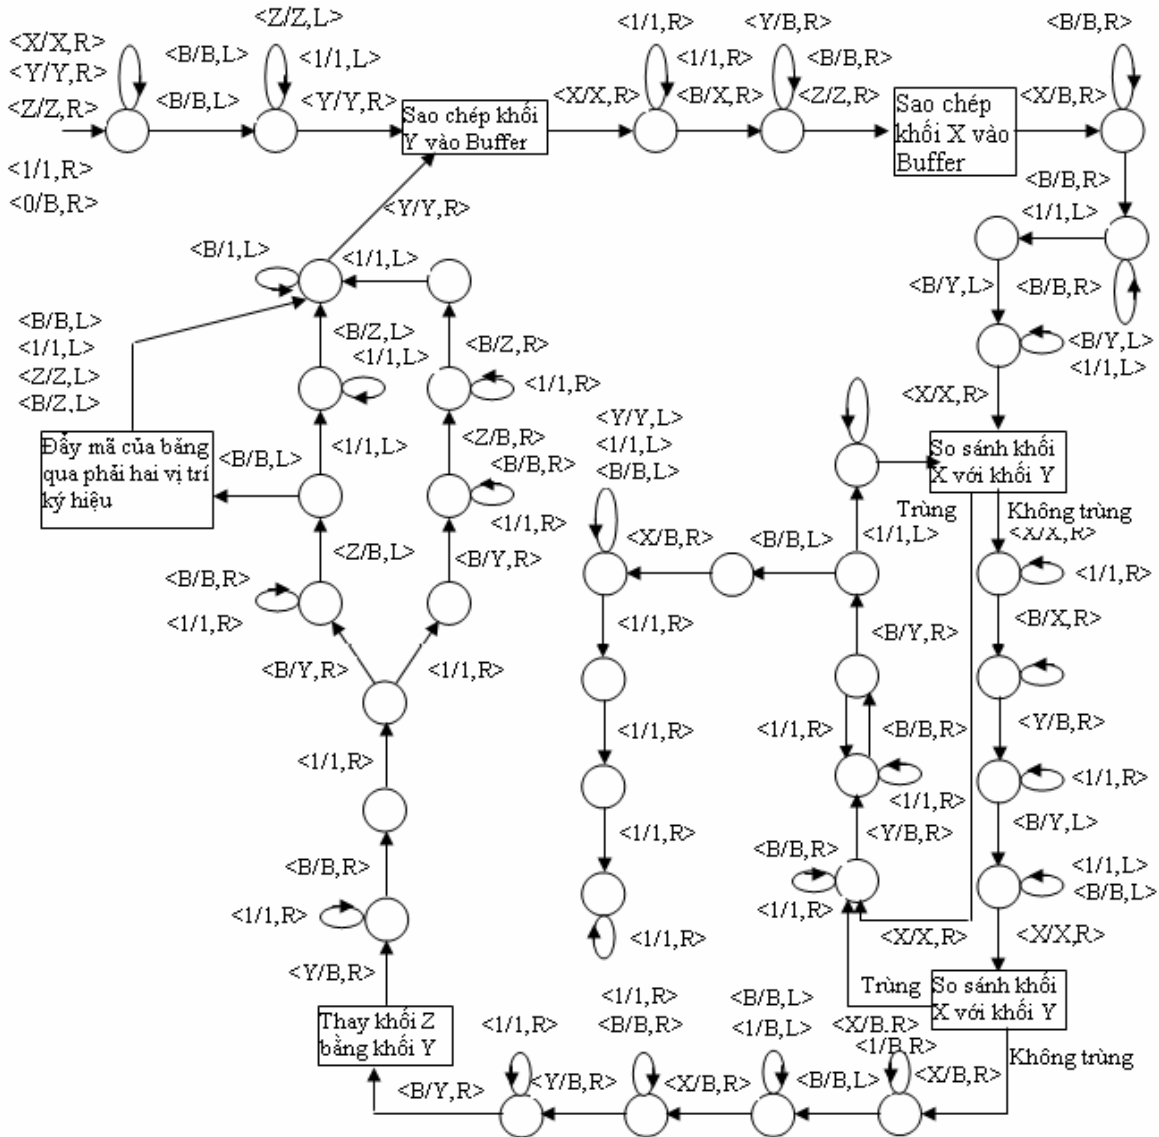 <Z/Z,L>
<1/1,R>
<Y/B,R>
<B/B,R>
<X/X,R>
<B/B,L>
<1/1,L>
<1/1,R>
<B/B,R>
<Y/Y,R>
<Z/Z,R>
<B/B,L>
<Y/Y,R>
Sao chép khối
Y vào Buffer
<X/X,R>
<B/X,R>
<Z/Z,R>
Sao chép
khối X vào
Buffer
<X/B,R>
<1/1,R>
<0/B,R>
<Y/Y,R>
<B/B,R>
<1/1,L>
<B/1,L>
<1/1,L>
<B/Y,L>
<B/B,R>
<B/B,L>
<1/1,L>
<Z/Z,L>
<B/Z,L>
<B/Z,L>
<1/1,L>
<B/Z,R>
<1/1,R>
<B/Y,L>
<1/1,L>
<X/X,R>
Đẩy mã của băng
qua phải hai vị trí
ký hiệu
<B/B,L>
<1/1,L>
<Z/B,R>
<B/B,R>
<1/1,R>
<Y/Y,L>
<1/1,L>
<B/B,L>
So sánh khối
X với khối Y
Trùng
Không trùng
<X/X,R>
<Z/B,L>
<B/Y,R>
<X/B,R>
<B/B,L>
<1/1,L>
<1/1,R>
<B/B,R>
<1/1,R>
<1/1,R>
<B/Y,R>
<B/X,R>
<B/Y,R>
<1/1,R>
<1/1,R>
<1/1,R>
<B/B,R>
<Y/B,R>
<1/1,R>
<1/1,R>
<1/1,R>
<1/1,R>
<B/Y,L>
<Y/B,R>
<B/B,R>
<B/B,R>
<1/1,R>
<1/1,L>
<B/B,L>
<1/1,R>
<1/1,R>
<X/X,R>
<X/X,R>
<Y/B,R>
Trùng
So sánh khối
X với khối Y
Thay khối Z
bằng khối Y
<1/1,R>
<1/1,R>
<B/B,R>
<B/B,L>
<1/B,L>
<X/B,R>
<1/B,R>
Không trùng
<B/Y,R>
<Y/B,R>
<X/B,R>
<B/B,L>
<X/B,R>